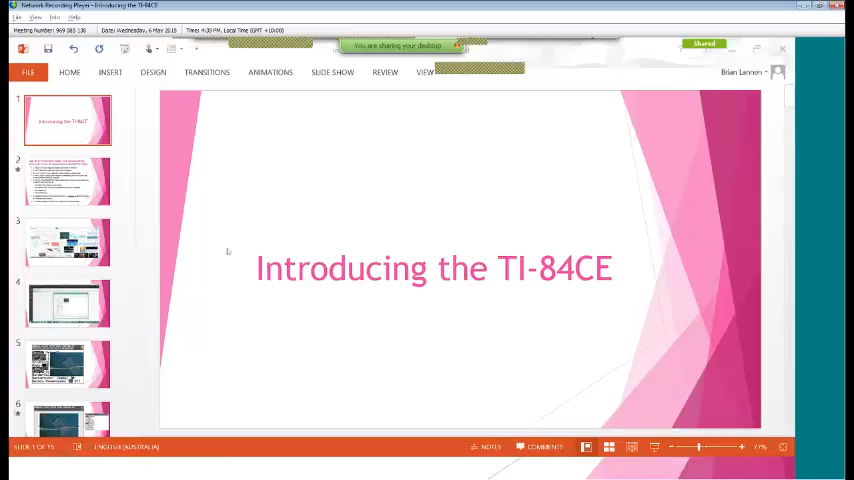 Network Recording Player - Introducing the TI-84CE
File View Info Help
Meeting Number: 969 085 138 Date: Wednesday, 6 May 2015 Time: 4:39 PM, Local Time (GMT +10:00)
You are sharing your desktop
Shared
FILE HOME INSERT DESIGN TRANSITIONS ANIMATIONS SLIDE SHOW REVIEW VIEW
Brian Lannen
1
Introducing the TI-84CE
2
3
4
5
6
Introducing the TI-84CE
SLIDE 1 OF 15 ENGLISH (AUSTRALIA) NOTES COMMENTS 77%